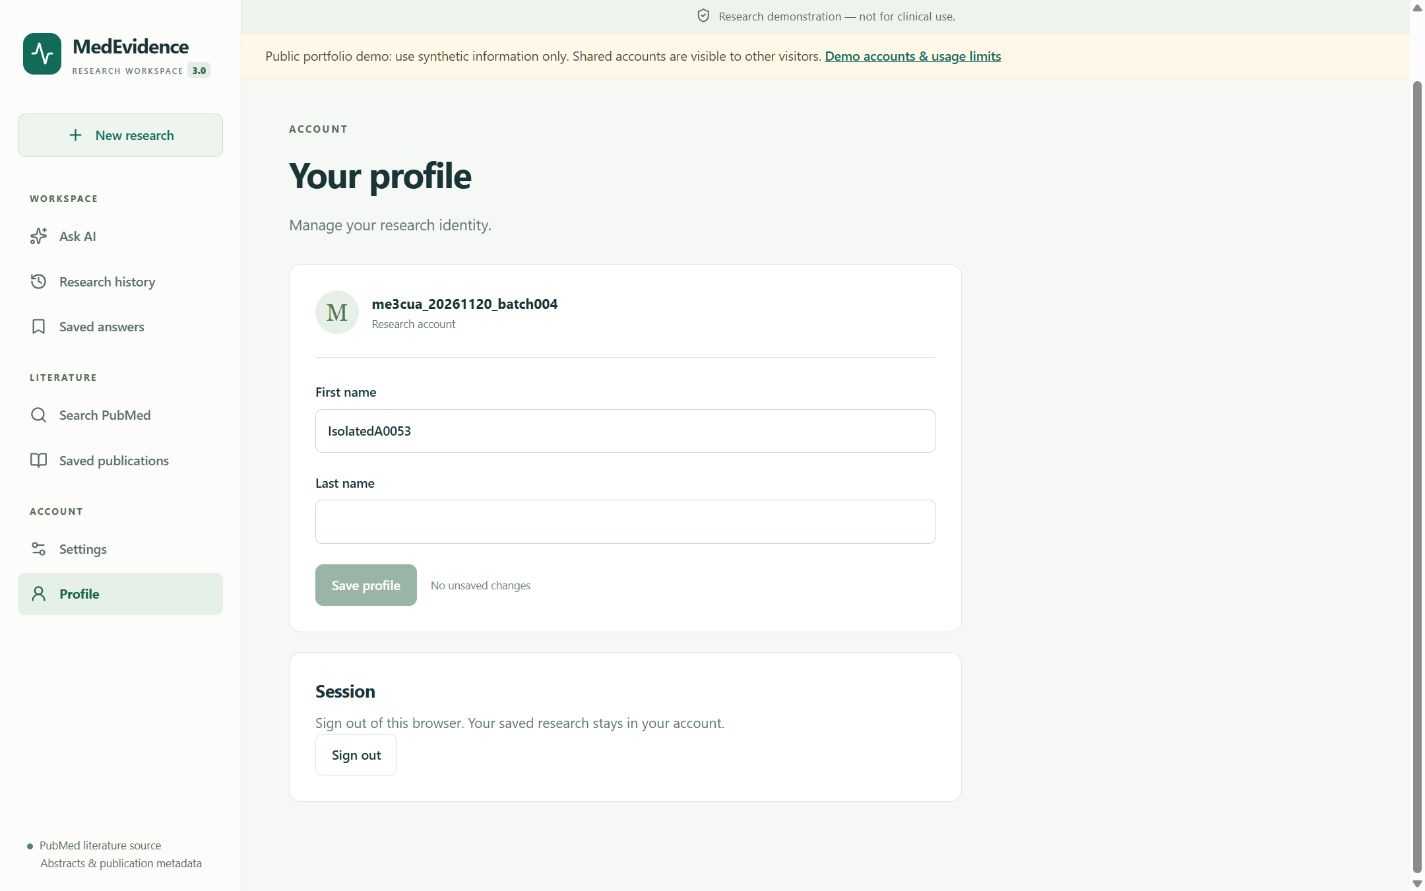 MedEvidence
RESEARCH WORKSPACE 3.0
New research
WORKSPACE
Ask AI
Research history
Saved answers
LITERATURE
Search PubMed
Saved publications
ACCOUNT
Settings
Profile
PubMed literature source
Abstracts & publication metadata
Research demonstration — not for clinical use.
Public portfolio demo: use synthetic information only. Shared accounts are visible to other visitors. Demo accounts & usage limits
ACCOUNT
Your profile
Manage your research identity.
M
me3cua_20261120_batch004
Research account
First name
IsolatedA0053
Last name
Save profile
No unsaved changes
Session
Sign out of this browser. Your saved research stays in your account.
Sign out